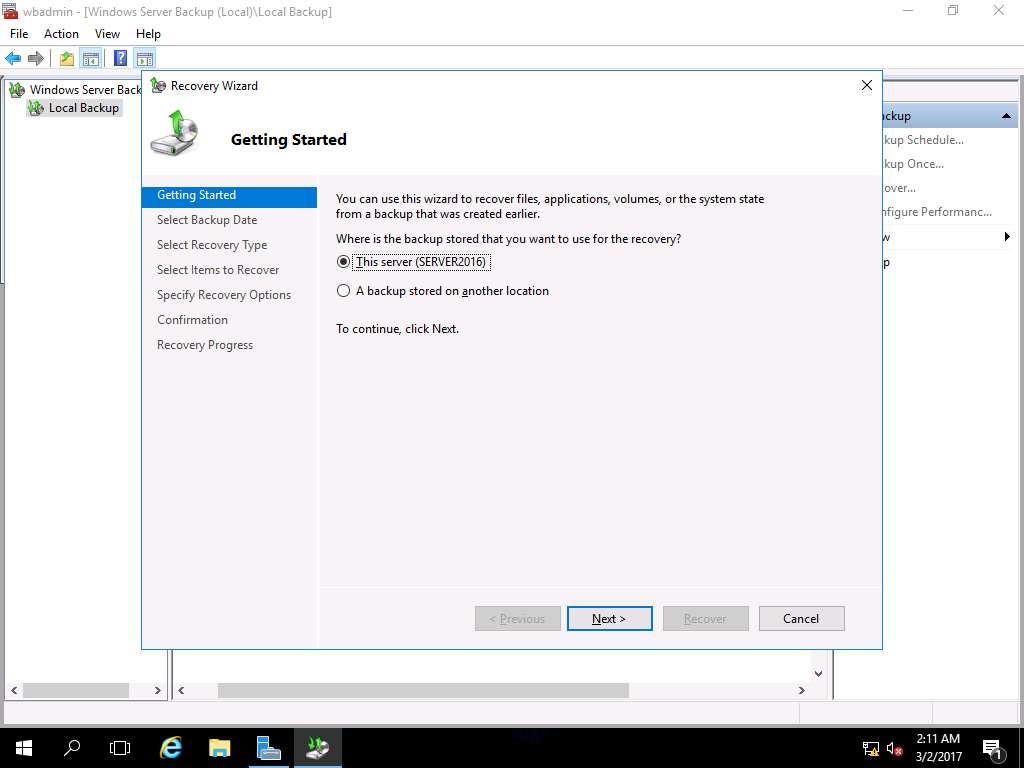 wbadmin - [Windows Server Backup (Local)\Local Backup]
File Action View Help
Windows Server Back
Local Backup
Recovery Wizard
Getting Started
Getting Started
Select Backup Date
Select Recovery Type
Select Items to Recover
Specify Recovery Options
Confirmation
Recovery Progress
You can use this wizard to recover files, applications, volumes, or the system state
from a backup that was created earlier.
Where is the backup stored that you want to use for the recovery?
This server (SERVER2016)
A backup stored on another location
To continue, click Next.
< Previous Next > Recover Cancel
ackup
kup Schedule...
kup Once...
over...
nfigure Performanc...
w
p
2:11 AM
3/2/2017
1